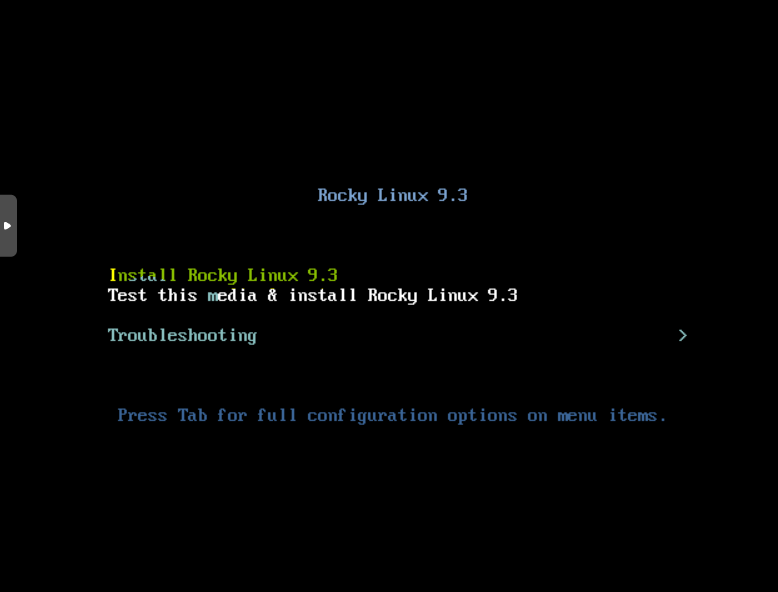 Rocky Linux 9.3
Install Rocky Linux 9.3
Test this media & install Rocky Linux 9.3
Troubleshooting >
Press Tab for full configuration options on menu items.